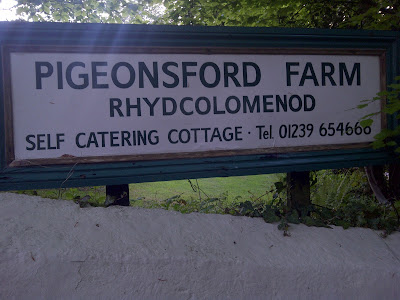 PIGEONSFORD FARM
RHYDCOLOMENOD
SELF CATERING COTTAGE · Tel. 01239 654666